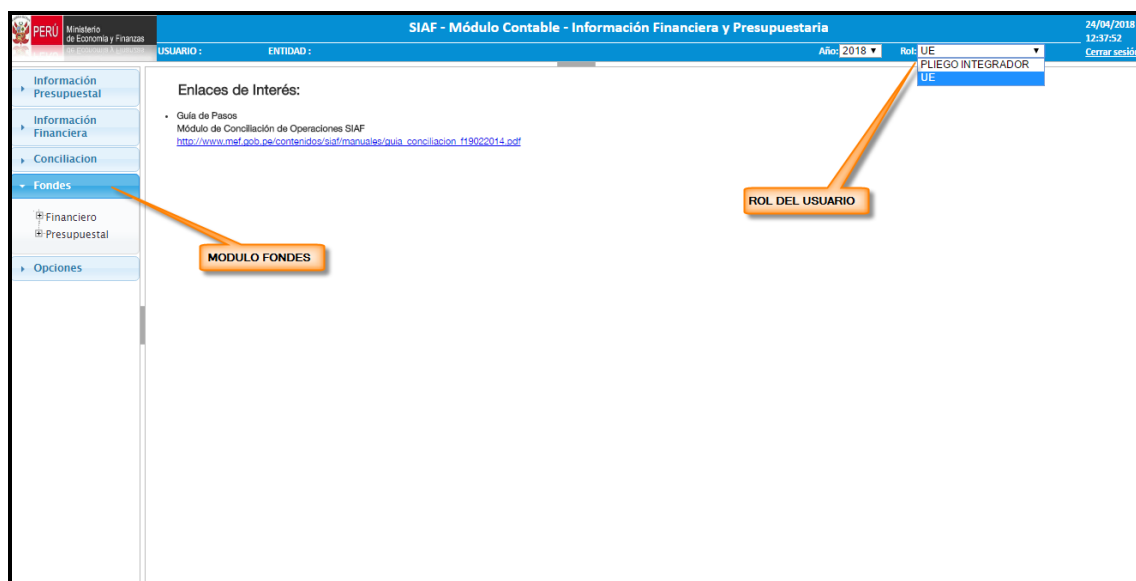 PERÚ
Ministerio
de Economía y Finanzas
SIAF - Módulo Contable - Información Financiera y Presupuestaria
24/04/2018
12:37:52
USUARIO :
ENTIDAD :
Año: 2018
Rol: UE
Cerrar sesión
PLIEGO INTEGRADOR
UE
Información
Presupuestal
Información
Financiera
Conciliacion
Fondes
Financiero
Presupuestal
Opciones
Enlaces de Interés:
• Guía de Pasos
Módulo de Conciliación de Operaciones SIAF
http://www.mef.gob.pe/contenidos/siaf/manuales/guia_conciliacion_f19022014.pdf
ROL DEL USUARIO
MODULO FONDES